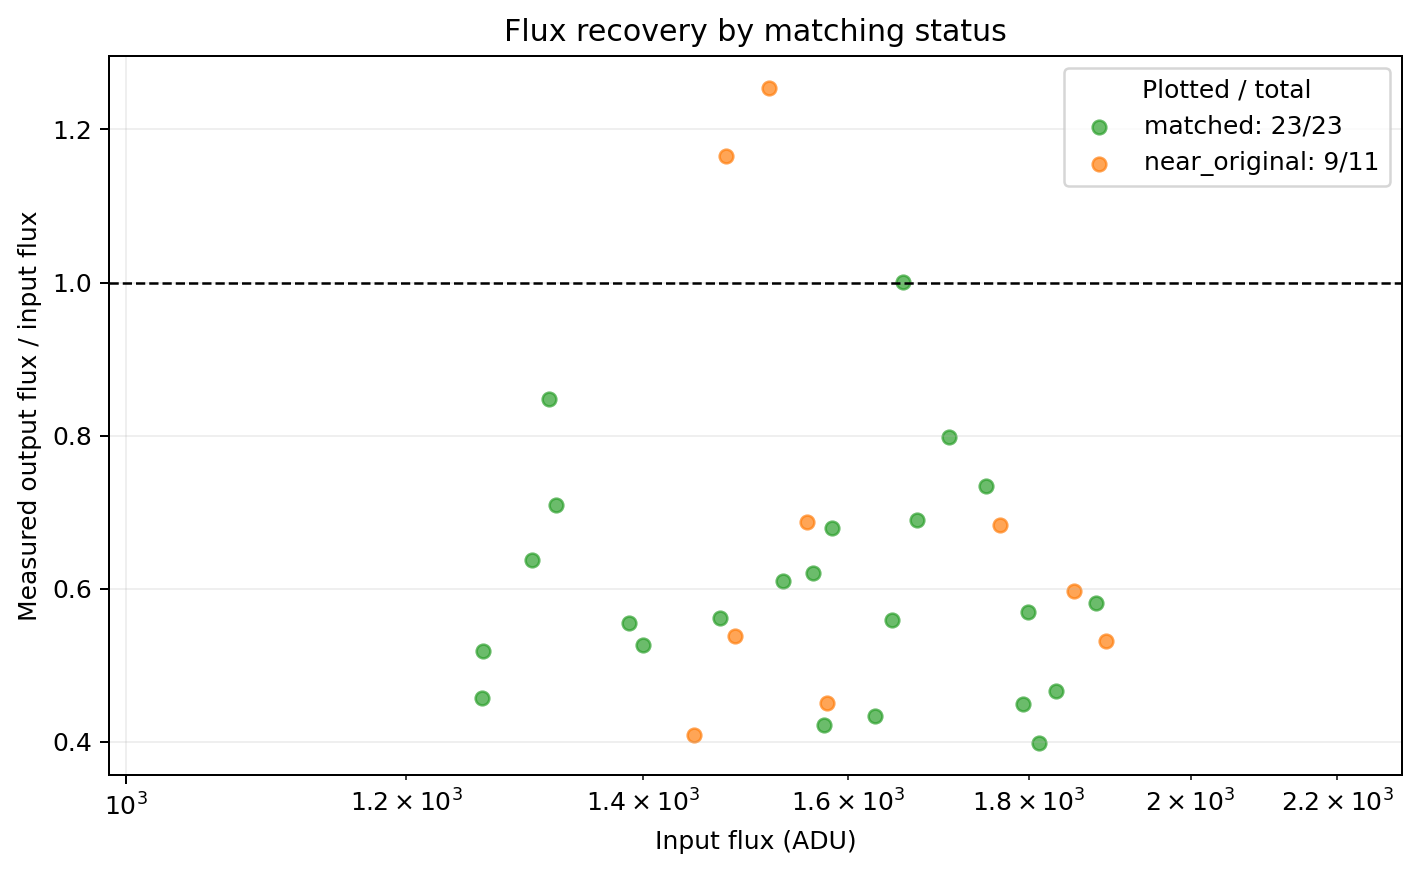 Flux recovery by matching status
Plotted / total
matched: 23/23
near_original: 9/11
Measured output flux / input flux
1.2
1.0
0.8
0.6
0.4
10³
1.2 × 10³
1.4 × 10³
1.6 × 10³
1.8 × 10³
2 × 10³
2.2 × 10³
Input flux (ADU)